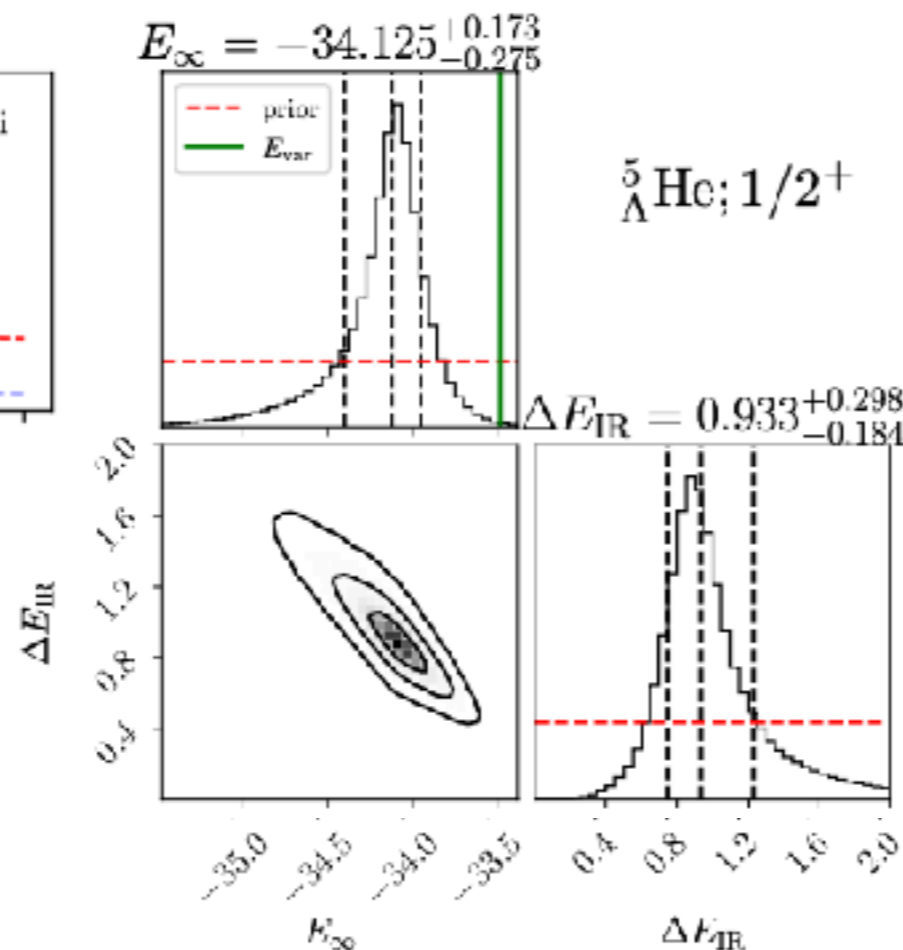 E∞ = −34.125 +0.173 −0.275
i
prior
E_var
⁵_ΛHe; 1/2⁺
ΔE_IR = 0.933 +0.298 −0.184
2.0
1.6
1.2
0.8
0.4
ΔE_IR
−35.0
−34.5
−34.0
−33.5
0.4
0.8
1.2
1.6
2.0
E∞
ΔE_IR